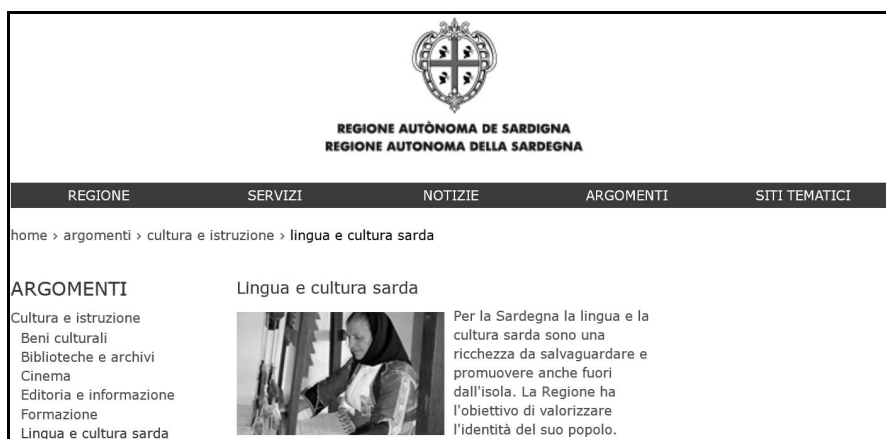 REGIONE AUTÒNOMA DE SARDIGNA
REGIONE AUTONOMA DELLA SARDEGNA
REGIONE SERVIZI NOTIZIE ARGOMENTI SITI TEMATICI
home › argomenti › cultura e istruzione › lingua e cultura sarda
ARGOMENTI
Cultura e istruzione
Beni culturali
Biblioteche e archivi
Cinema
Editoria e informazione
Formazione
Lingua e cultura sarda
Lingua e cultura sarda
Per la Sardegna la lingua e la
cultura sarda sono una
ricchezza da salvaguardare e
promuovere anche fuori
dall'isola. La Regione ha
l'obiettivo di valorizzare
l'identità del suo popolo.